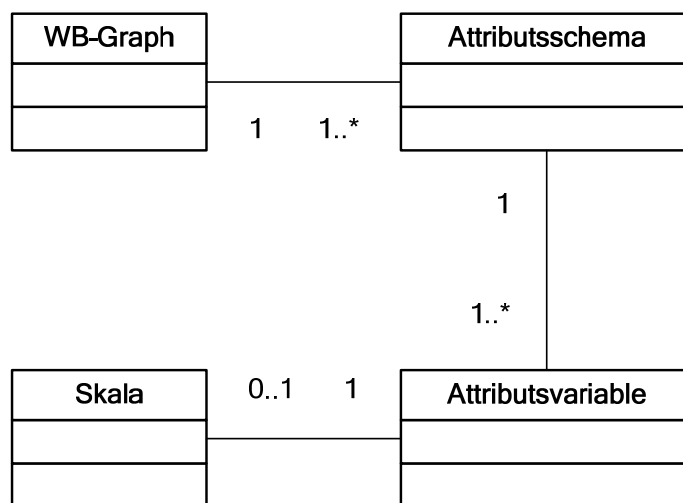 WB-Graph
Attributsschema
1 1..*
1
1..*
Skala
0..1 1
Attributsvariable